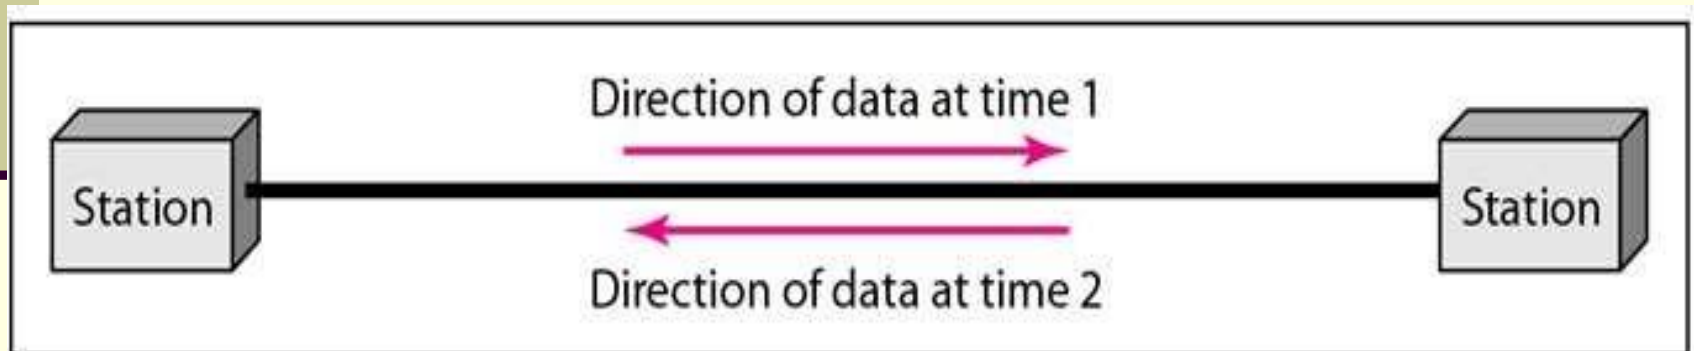 Direction of data at time 1
Station
Station
Direction of data at time 2